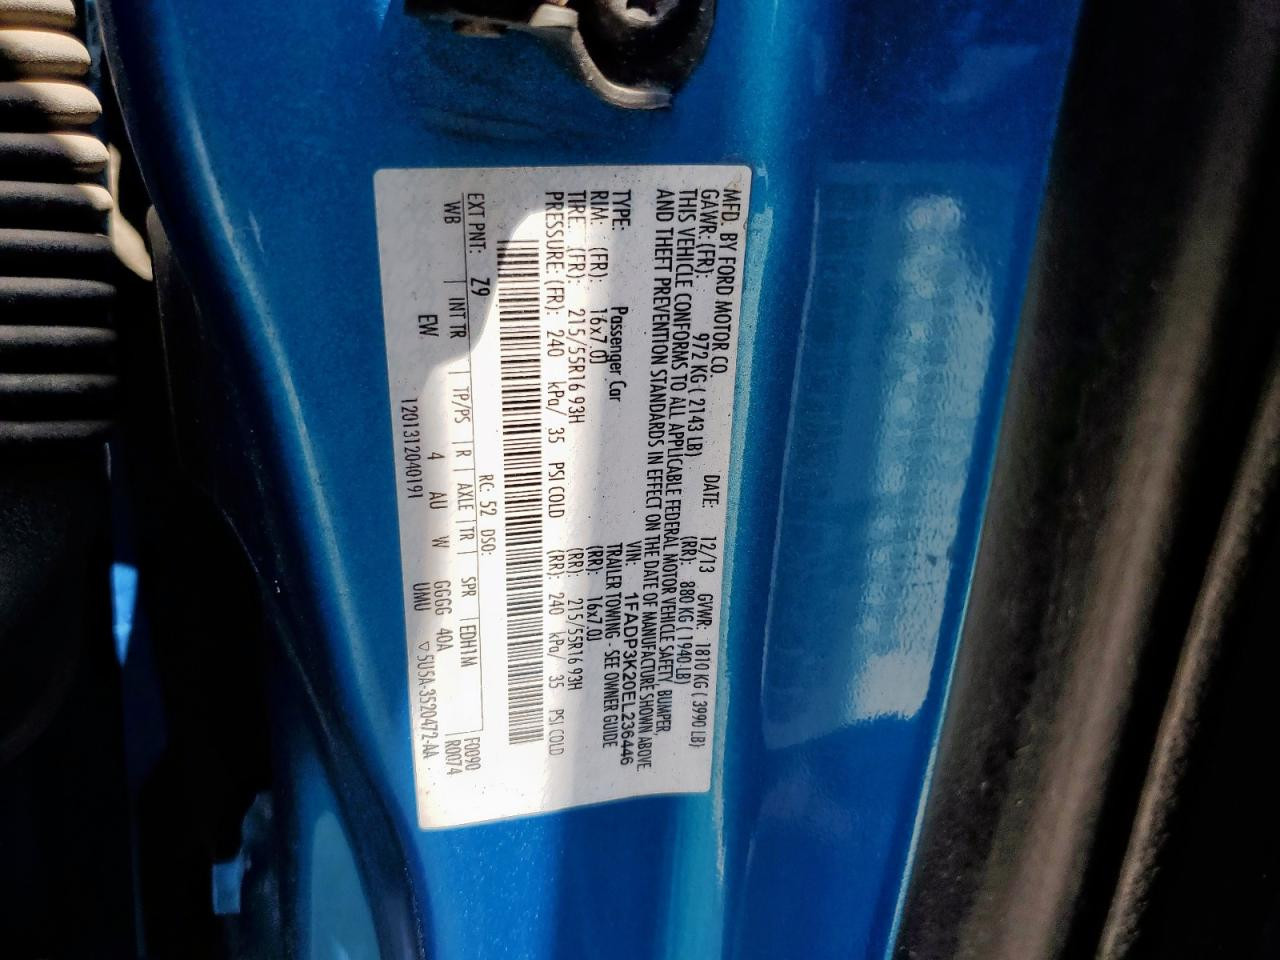 MFD. BY FORD MOTOR CO. DATE: 12/13 GVWR: 1810 KG ( 3990 LB)
GAWR: (FR): 972 KG ( 2143 LB) (RR): 880 KG ( 1940 LB)
THIS VEHICLE CONFORMS TO ALL APPLICABLE FEDERAL MOTOR VEHICLE SAFETY, BUMPER,
AND THEFT PREVENTION STANDARDS IN EFFECT ON THE DATE OF MANUFACTURE SHOWN ABOVE.
VIN: 1FADP3K20EL236446
TYPE: Passenger Car TRAILER TOWING - SEE OWNER GUIDE
RIM: (FR): 16x7.0J (RR): 16x7.0J
TIRE: (FR): 215/55R16 93H (RR): 215/55R16 93H
PRESSURE: (FR): 240 kPa/ 35 PSI COLD (RR): 240 kPa/ 35 PSI COLD
EXT PNT: Z9 RC: 52 DSO: F0090
WB INT TR TP/PS R AXLE TR SPR EDH1M R0074
EW 4 AU W GGGG 40A
1201312040191 UMU ▽ 5U5A-3520472-AA